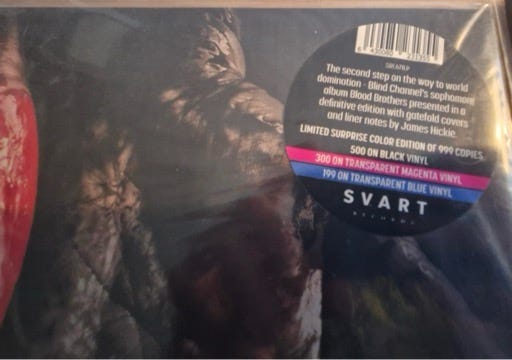 The second step on the way to world
domination - Blind Channel's sophomore
album Blood Brothers presented in a
definitive edition with gatefold covers
and liner notes by James Hickie.
LIMITED SURPRISE COLOR EDITION OF 999 COPIES
500 ON BLACK VINYL
300 ON TRANSPARENT MAGENTA VINYL
199 ON TRANSPARENT BLUE VINYL
SVART
RECORDS